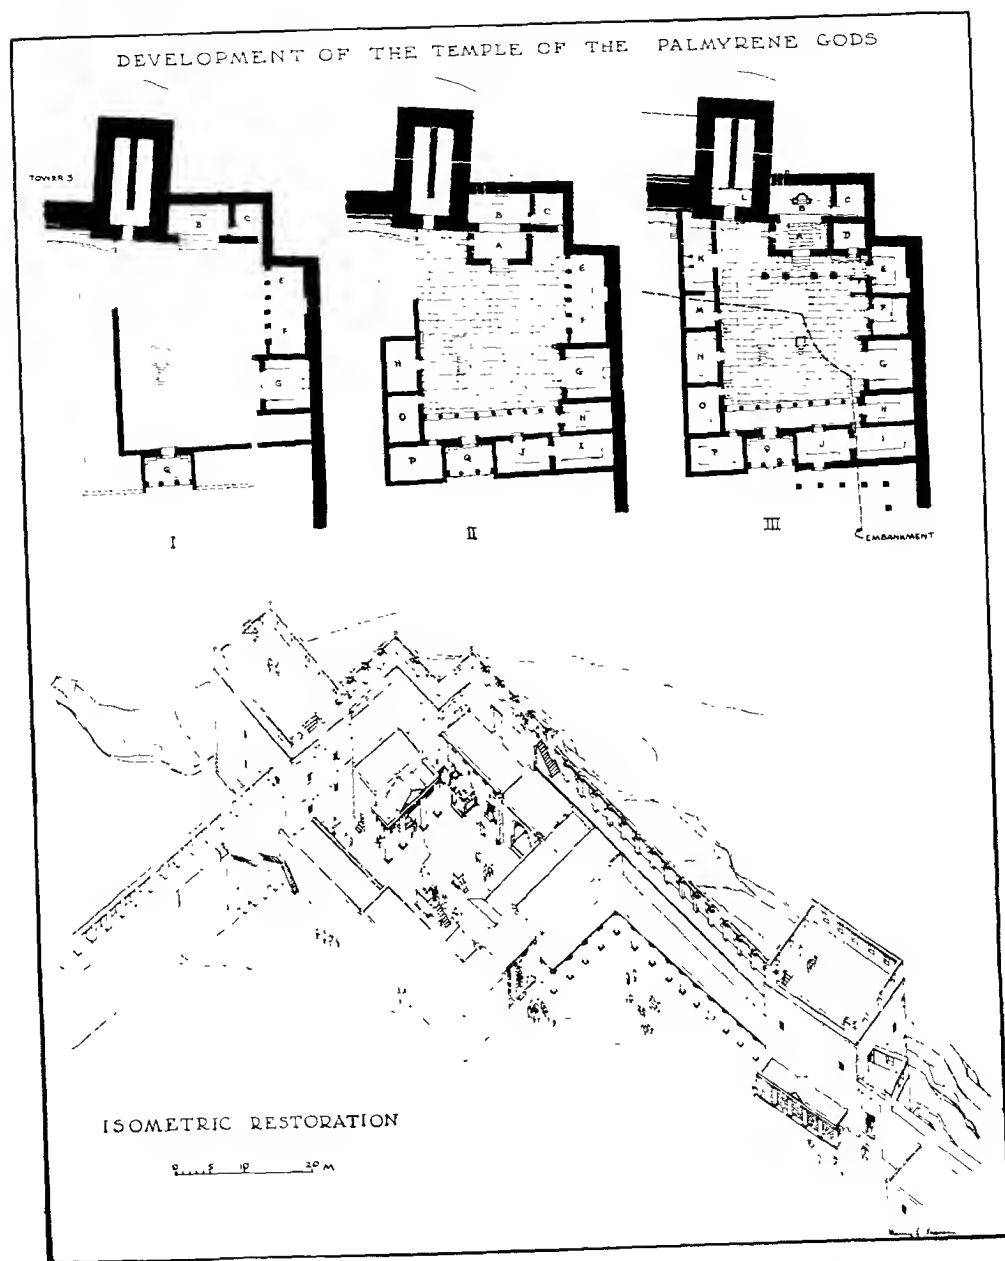 DEVELOPMENT OF THE TEMPLE OF THE PALMYRENE GODS
TOWER 3
B
C
E
F
G
Q
I
B
C
A
E
F
G
N
O
H
P
Q
J
I
II
L
B
C
A
D
K
E
M
F
N
G
O
H
P
Q
J
I
III
EMBANKMENT
ISOMETRIC RESTORATION
0 5 10 20 M